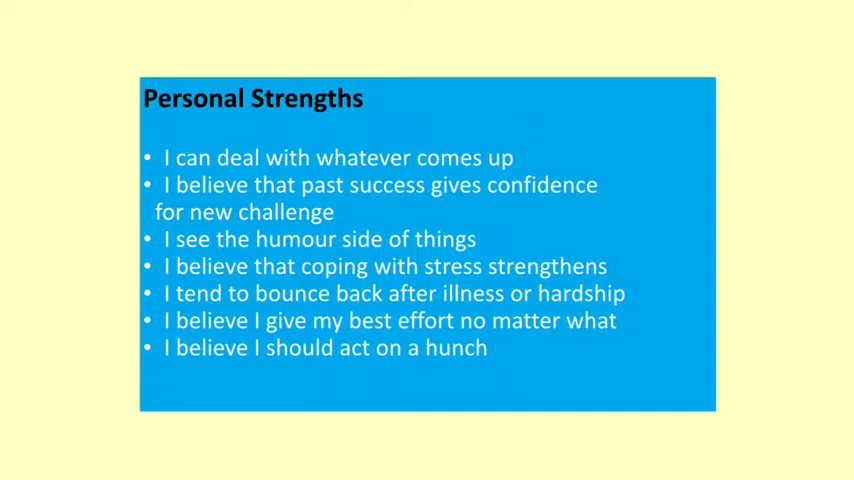 Personal Strengths
• I can deal with whatever comes up
• I believe that past success gives confidence
for new challenge
• I see the humour side of things
• I believe that coping with stress strengthens
• I tend to bounce back after illness or hardship
• I believe I give my best effort no matter what
• I believe I should act on a hunch